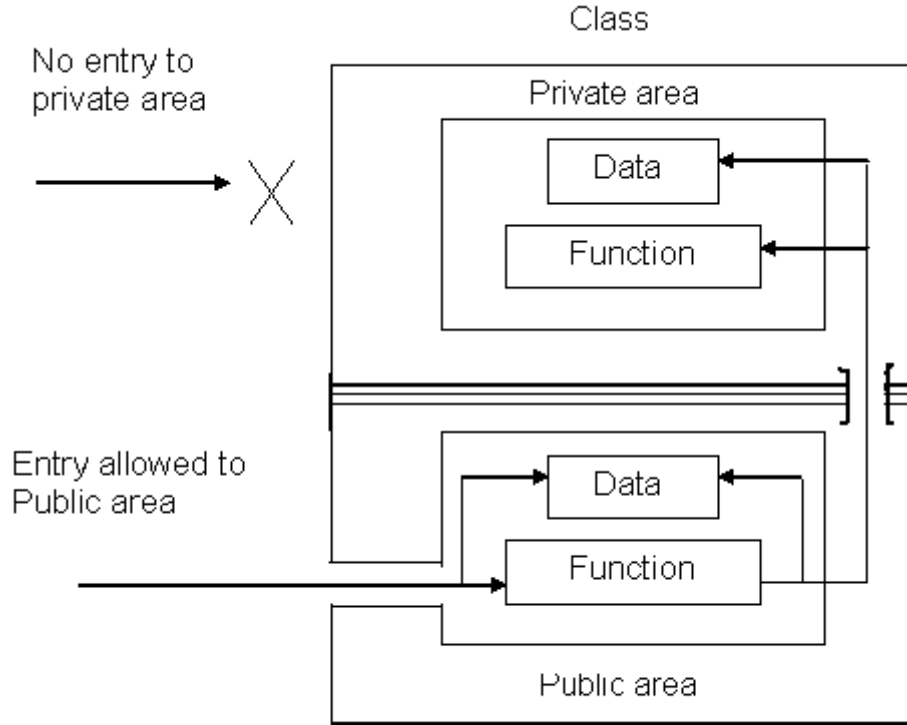 Class
No entry to
private area
Private area
Data
Function
Entry allowed to
Public area
Data
Function
Public area